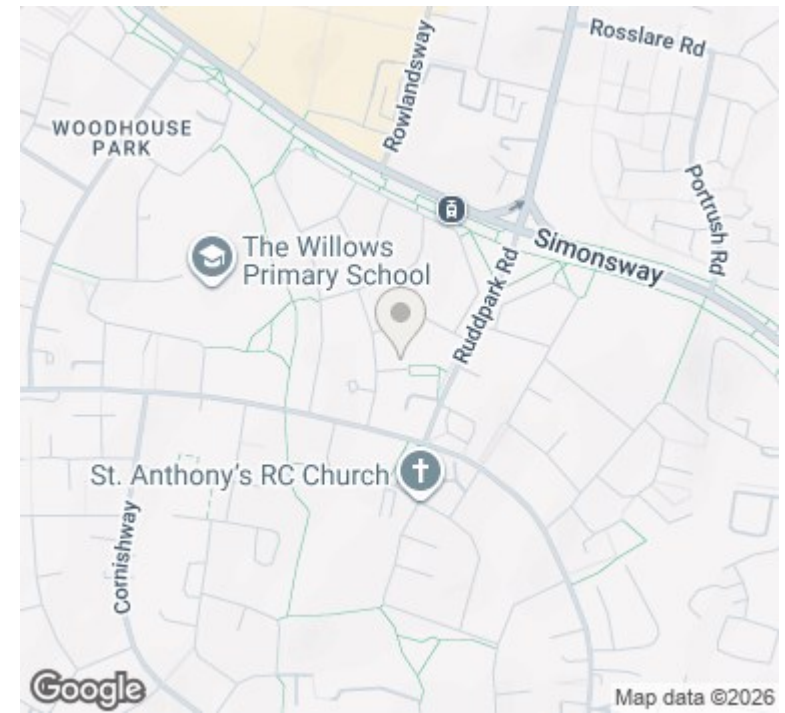 Rosslare Rd
Rowlandsway
WOODHOUSE
PARK
Portrush Rd
The Willows
Primary School
Simonsway
Ruddpark Rd
St. Anthony's RC Church
Cornishway
Google
Map data ©2026